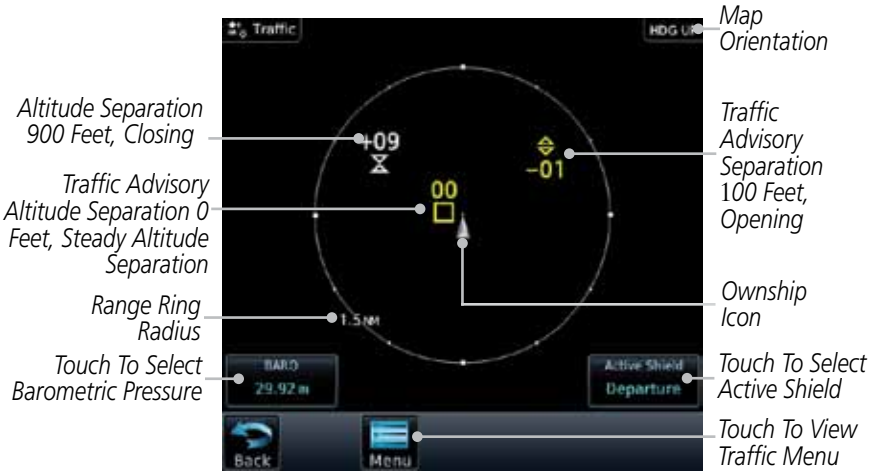 Map
Orientation
Traffic
HDG UP
Altitude Separation
900 Feet, Closing
+09
Traffic
Advisory
Separation
100 Feet,
Opening
-01
Traffic Advisory
Altitude Separation 0
Feet, Steady Altitude
Separation
00
Range Ring
Radius
1.5NM
Ownship
Icon
Touch To Select
Barometric Pressure
BARO
29.92 in
Active Shield
Departure
Touch To Select
Active Shield
Back
Menu
Touch To View
Traffic Menu